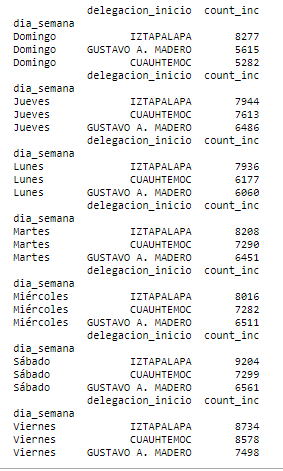 delegacion_inicio count_inc
dia_semana
Domingo IZTAPALAPA 8277
Domingo GUSTAVO A. MADERO 5615
Domingo CUAUHTEMOC 5282
delegacion_inicio count_inc
dia_semana
Jueves IZTAPALAPA 7944
Jueves CUAUHTEMOC 7613
Jueves GUSTAVO A. MADERO 6486
delegacion_inicio count_inc
dia_semana
Lunes IZTAPALAPA 7936
Lunes CUAUHTEMOC 6177
Lunes GUSTAVO A. MADERO 6060
delegacion_inicio count_inc
dia_semana
Martes IZTAPALAPA 8208
Martes CUAUHTEMOC 7290
Martes GUSTAVO A. MADERO 6451
delegacion_inicio count_inc
dia_semana
Miércoles IZTAPALAPA 8016
Miércoles CUAUHTEMOC 7282
Miércoles GUSTAVO A. MADERO 6511
delegacion_inicio count_inc
dia_semana
Sábado IZTAPALAPA 9204
Sábado CUAUHTEMOC 7299
Sábado GUSTAVO A. MADERO 6561
delegacion_inicio count_inc
dia_semana
Viernes IZTAPALAPA 8734
Viernes CUAUHTEMOC 8578
Viernes GUSTAVO A. MADERO 7498